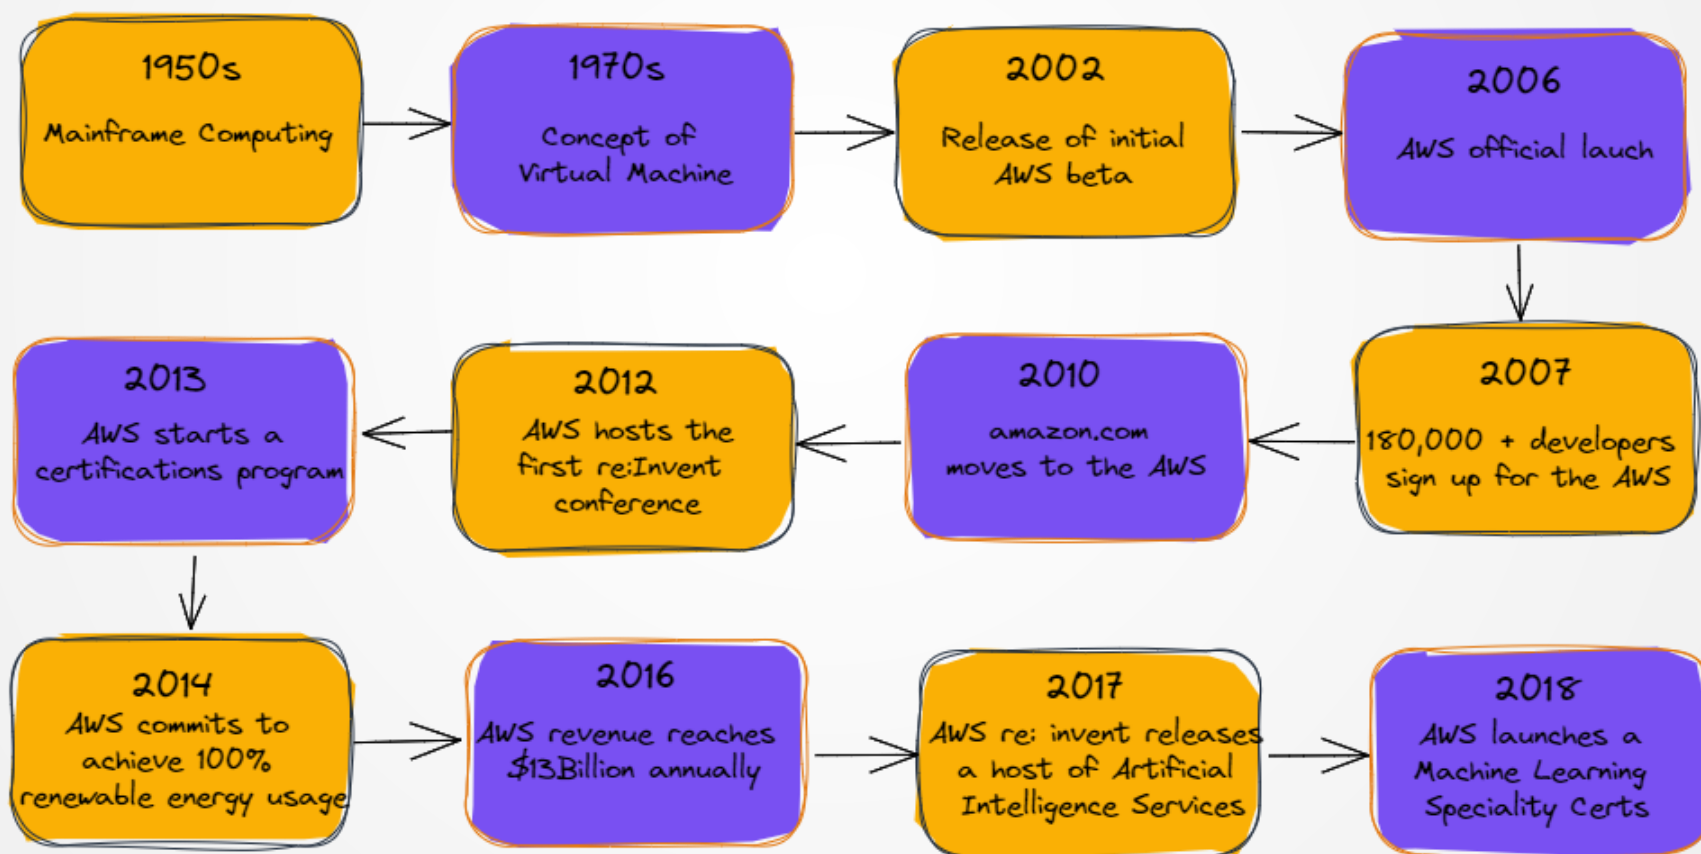 1950s
Mainframe Computing
1970s
Concept of
Virtual Machine
2002
Release of initial
AWS beta
2006
AWS official lauch
2007
180,000 + developers
sign up for the AWS
2010
amazon.com
moves to the AWS
2012
AWS hosts the
first re:Invent
conference
2013
AWS starts a
certifications program
2014
AWS commits to
achieve 100%
renewable energy usage
2016
AWS revenue reaches
$13Billion annually
2017
AWS re: invent releases
a host of Artificial
Intelligence Services
2018
AWS launches a
Machine Learning
Speciality Certs